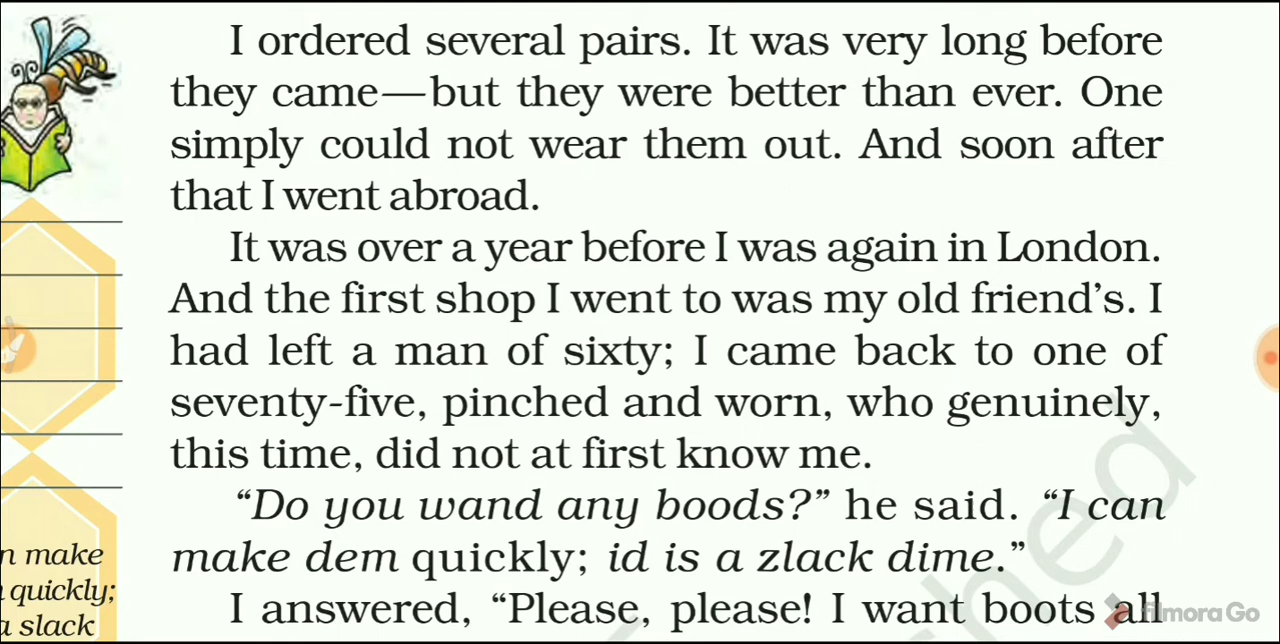 I ordered several pairs. It was very long before
they came—but they were better than ever. One
simply could not wear them out. And soon after
that I went abroad.
It was over a year before I was again in London.
And the first shop I went to was my old friend’s. I
had left a man of sixty; I came back to one of
seventy-five, pinched and worn, who genuinely,
this time, did not at first know me.
“Do you wand any boods?” he said. “I can
make dem quickly; id is a zlack dime.”
I answered, “Please, please! I want boots all
n make
quickly;
a slack
shed
filmoraGo